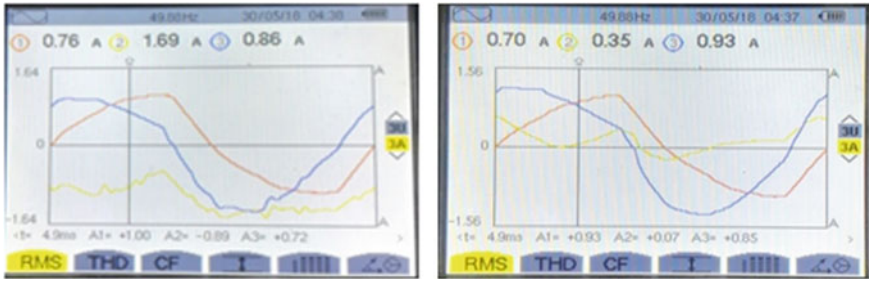 49.88Hz 30/05/18 04:38
1 0.76 A 2 1.69 A 3 0.86 A
1.64
A
0
3U
3A
-1.64
A
<t= 4.9ms A1= +1.00 A2= -0.89 A3= +0.72 >
RMS THD CF
49.88Hz 30/05/18 04:37
1 0.70 A 2 0.35 A 3 0.93 A
1.56
A
0
3U
3A
-1.56
A
<t= 4.9ms A1= +0.93 A2= +0.07 A3= +0.85 >
RMS THD CF